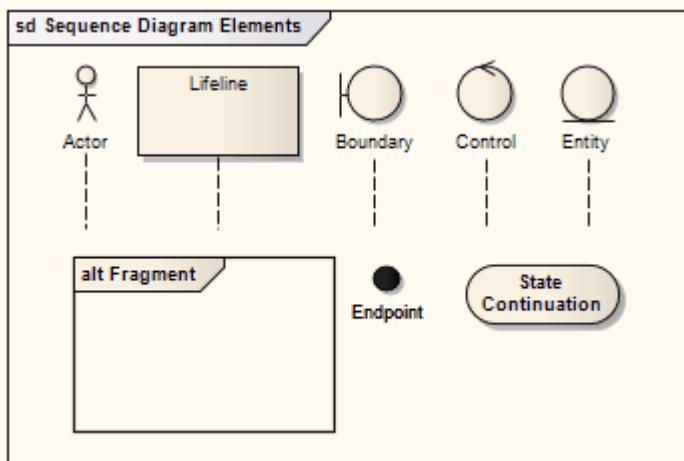 sd Sequence Diagram Elements
Lifeline
Actor
Boundary
Control
Entity
alt Fragment
Endpoint
State
Continuation